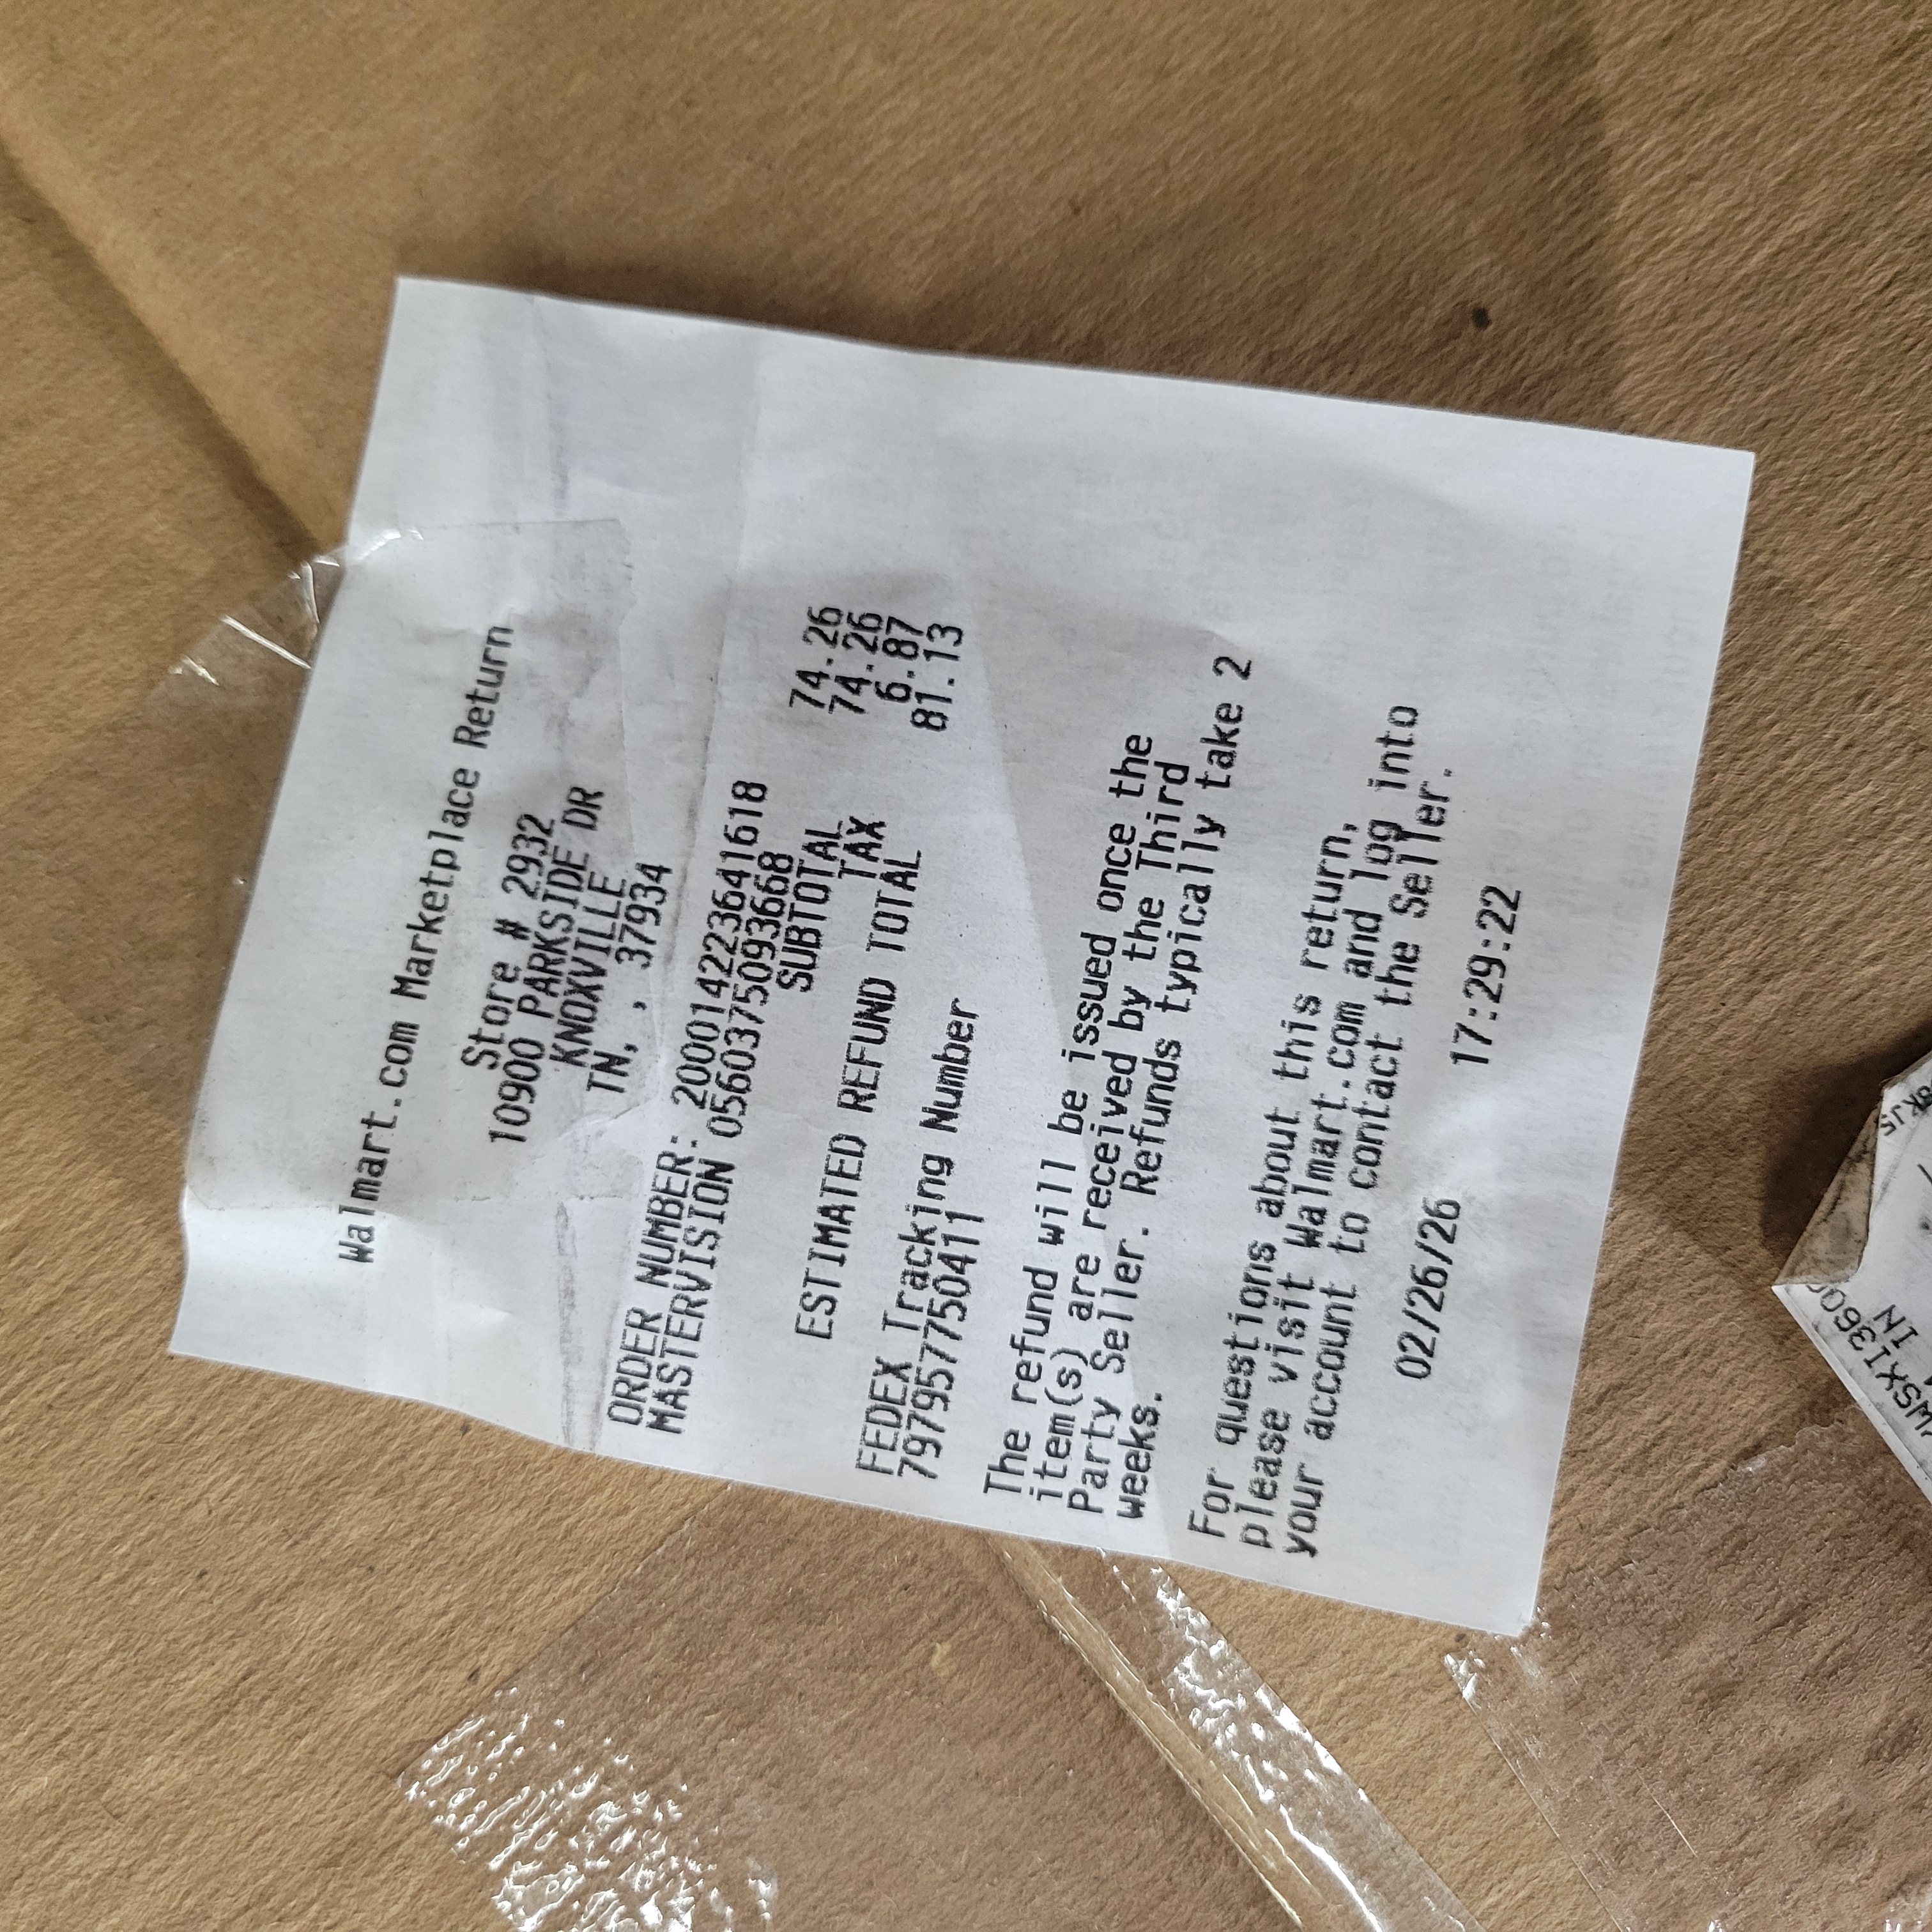 Walmart.com Marketplace Return
Store # 2932
10900 PARKSIDE DR
KNOXVILLE
TN, , 37934
ORDER NUMBER: 200014223641618
MASTERVISION 0560375093668 74.26
SUBTOTAL 74.26
TAX 6.87
ESTIMATED REFUND TOTAL 81.13
FEDEX Tracking Number
797957750411
The refund will be issued once the
item(s) are received by the Third
Party Seller. Refunds typically take 2
weeks.
For questions about this return,
please visit Walmart.com and log into
your account to contact the Seller.
02/26/26 17:29:22
IN